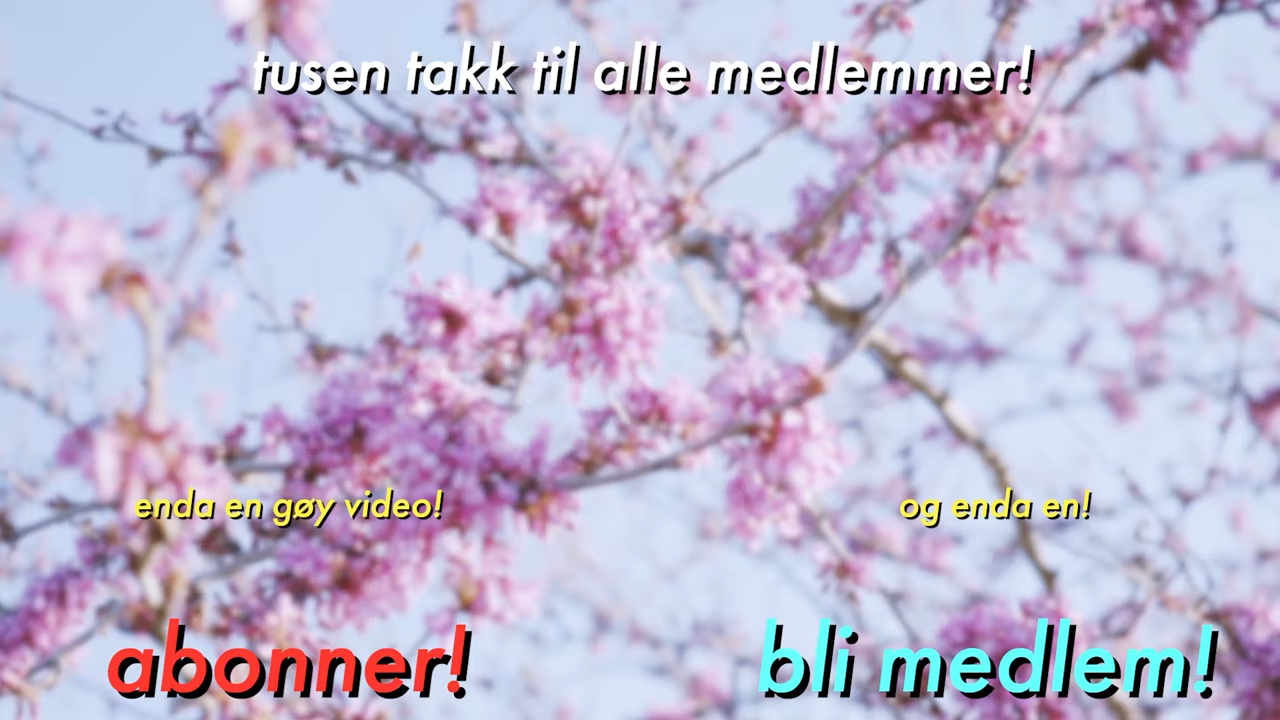 tusen takk til alle medlemmer!
enda en gøy video!
og enda en!
abonner!
bli medlem!